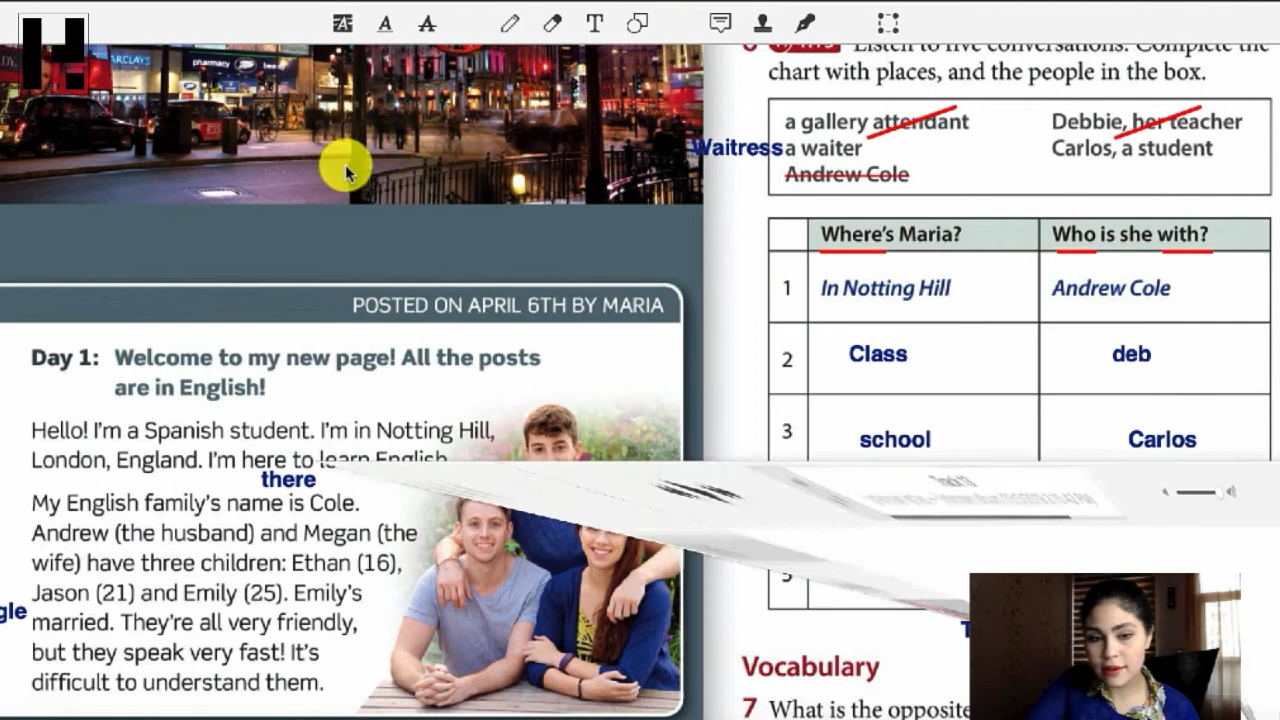 BARCLAYS
pharmacy
Boots
POSTED ON APRIL 6TH BY MARIA
Day 1: Welcome to my new page! All the posts
are in English!
Hello! I'm a Spanish student. I'm in Notting Hill,
London, England. I'm here to learn English
there
My English family's name is Cole.
Andrew (the husband) and Megan (the
wife) have three children: Ethan (16),
Jason (21) and Emily (25). Emily's
gle
married. They're all very friendly,
but they speak very fast! It's
difficult to understand them.
Listen to five conversations. Complete the
chart with places, and the people in the box.
a gallery attendant
Debbie, her teacher
Waitress
a waiter
Carlos, a student
Andrew Cole
Where's Maria?
Who is she with?
1
In Notting Hill
Andrew Cole
2
Class
deb
3
school
Carlos
5
Vocabulary
7 What is the opposite